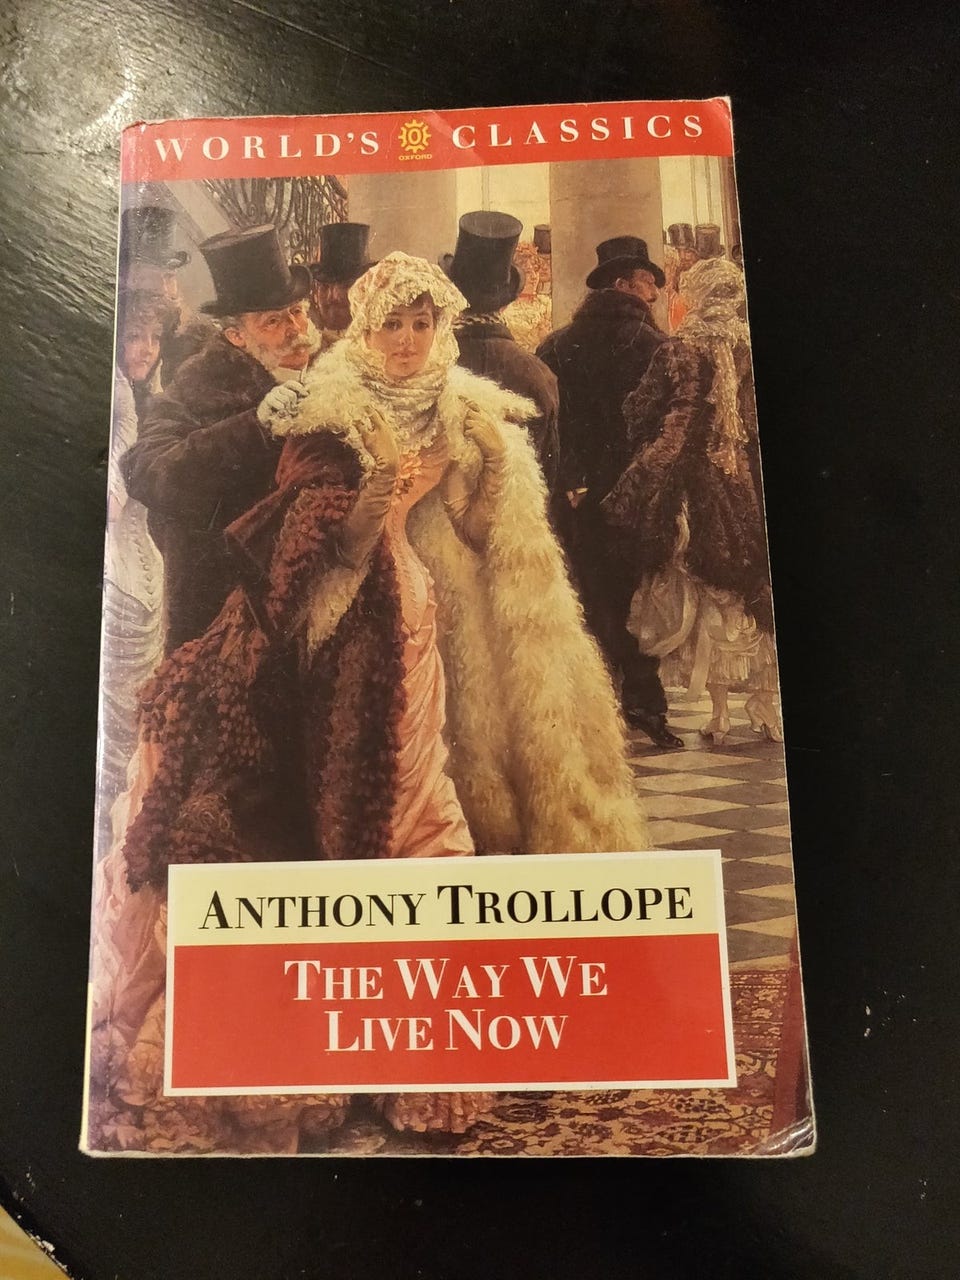 WORLD'S OXFORD CLASSICS
ANTHONY TROLLOPE
THE WAY WE
LIVE NOW